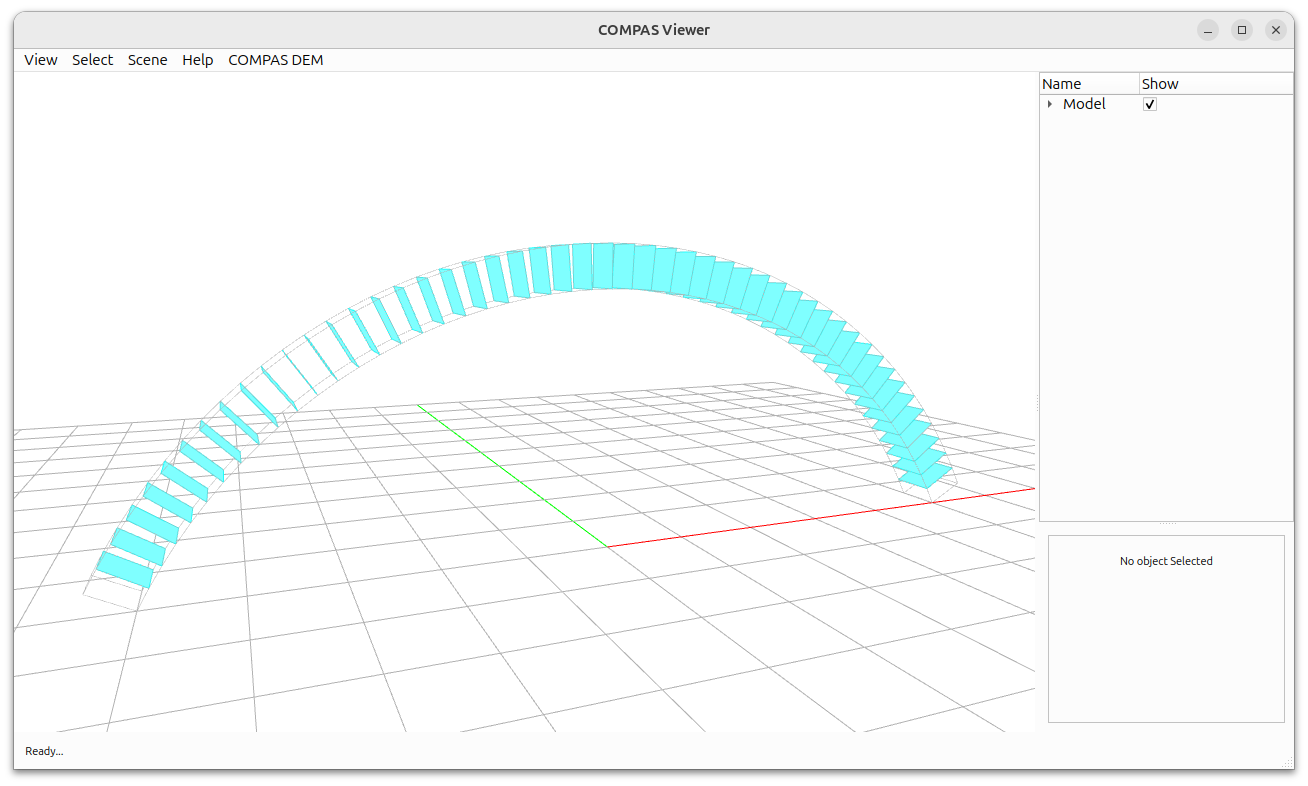 COMPAS Viewer
View Select Scene Help COMPAS DEM
Name Show
Model
No object Selected
Ready...